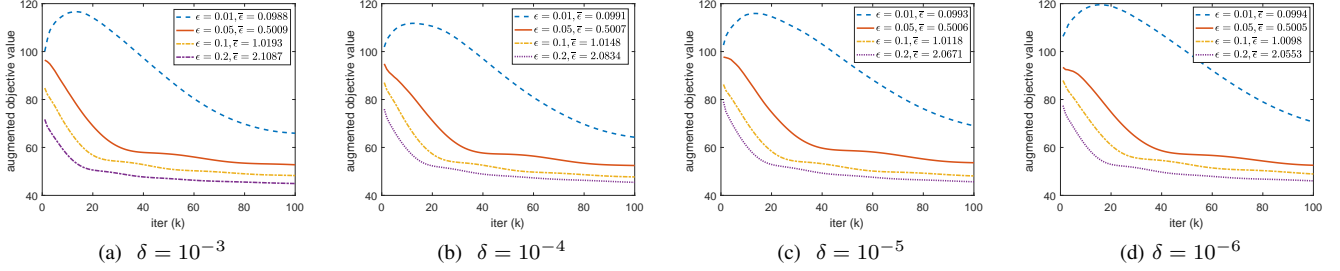 augmented objective value
120
100
80
60
40
ϵ = 0.01, ϵ̅ = 0.0988
ϵ = 0.05, ϵ̅ = 0.5009
ϵ = 0.1, ϵ̅ = 1.0193
ϵ = 0.2, ϵ̅ = 2.1087
0 20 40 60 80 100
iter (k)
(a) δ = 10⁻³
augmented objective value
120
100
80
60
40
ϵ = 0.01, ϵ̅ = 0.0991
ϵ = 0.05, ϵ̅ = 0.5007
ϵ = 0.1, ϵ̅ = 1.0148
ϵ = 0.2, ϵ̅ = 2.0834
0 20 40 60 80 100
iter (k)
(b) δ = 10⁻⁴
augmented objective value
120
100
80
60
40
ϵ = 0.01, ϵ̅ = 0.0993
ϵ = 0.05, ϵ̅ = 0.5006
ϵ = 0.1, ϵ̅ = 1.0118
ϵ = 0.2, ϵ̅ = 2.0671
0 20 40 60 80 100
iter (k)
(c) δ = 10⁻⁵
augmented objective value
120
100
80
60
40
ϵ = 0.01, ϵ̅ = 0.0994
ϵ = 0.05, ϵ̅ = 0.5005
ϵ = 0.1, ϵ̅ = 1.0098
ϵ = 0.2, ϵ̅ = 2.0553
0 20 40 60 80 100
iter (k)
(d) δ = 10⁻⁶